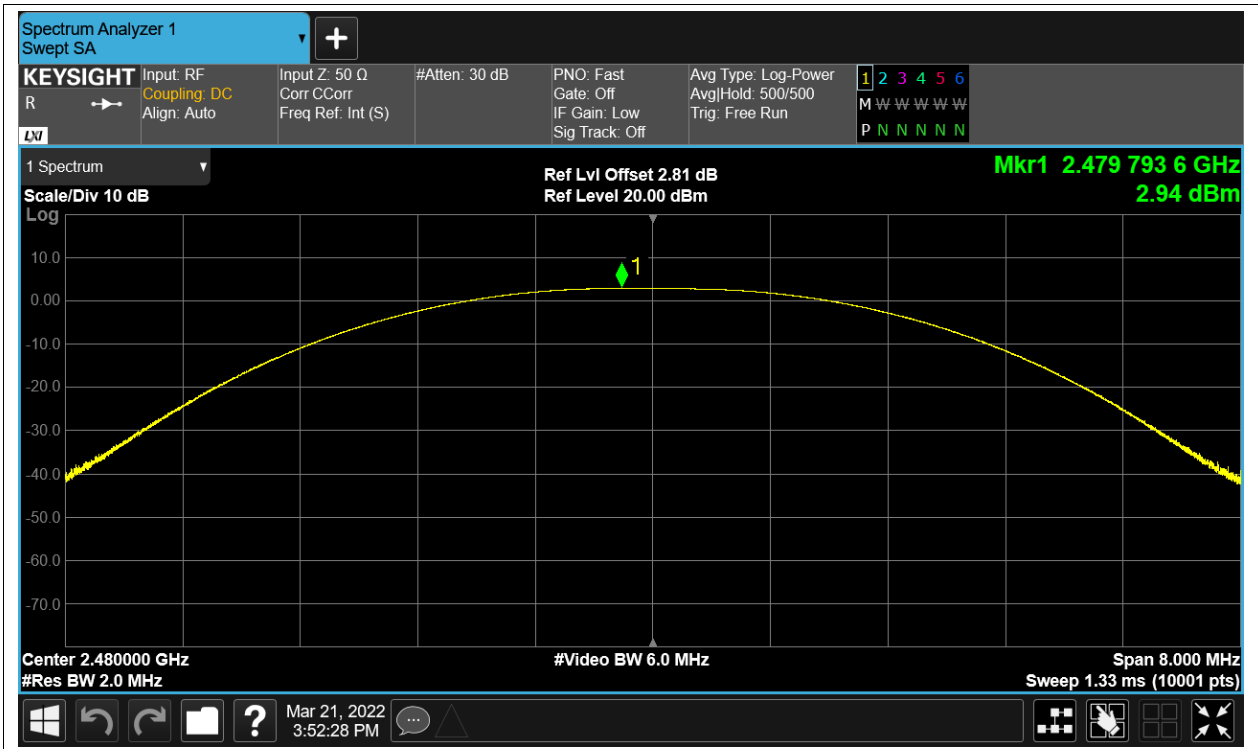 Spectrum Analyzer 1
Swept SA
KEYSIGHT
R
LXI
Input: RF
Coupling: DC
Align: Auto
Input Z: 50 Ω
Corr CCorr
Freq Ref: Int (S)
#Atten: 30 dB
PNO: Fast
Gate: Off
IF Gain: Low
Sig Track: Off
Avg Type: Log-Power
Avg|Hold: 500/500
Trig: Free Run
1 2 3 4 5 6
M W W W W W W
P N N N N N N
1 Spectrum
Scale/Div 10 dB
Ref Lvl Offset 2.81 dB
Ref Level 20.00 dBm
Mkr1 2.479 793 6 GHz
2.94 dBm
Log
10.0
0.00
-10.0
-20.0
-30.0
-40.0
-50.0
-60.0
-70.0
1
Center 2.480000 GHz
#Res BW 2.0 MHz
#Video BW 6.0 MHz
Span 8.000 MHz
Sweep 1.33 ms (10001 pts)
?
Mar 21, 2022
3:52:28 PM